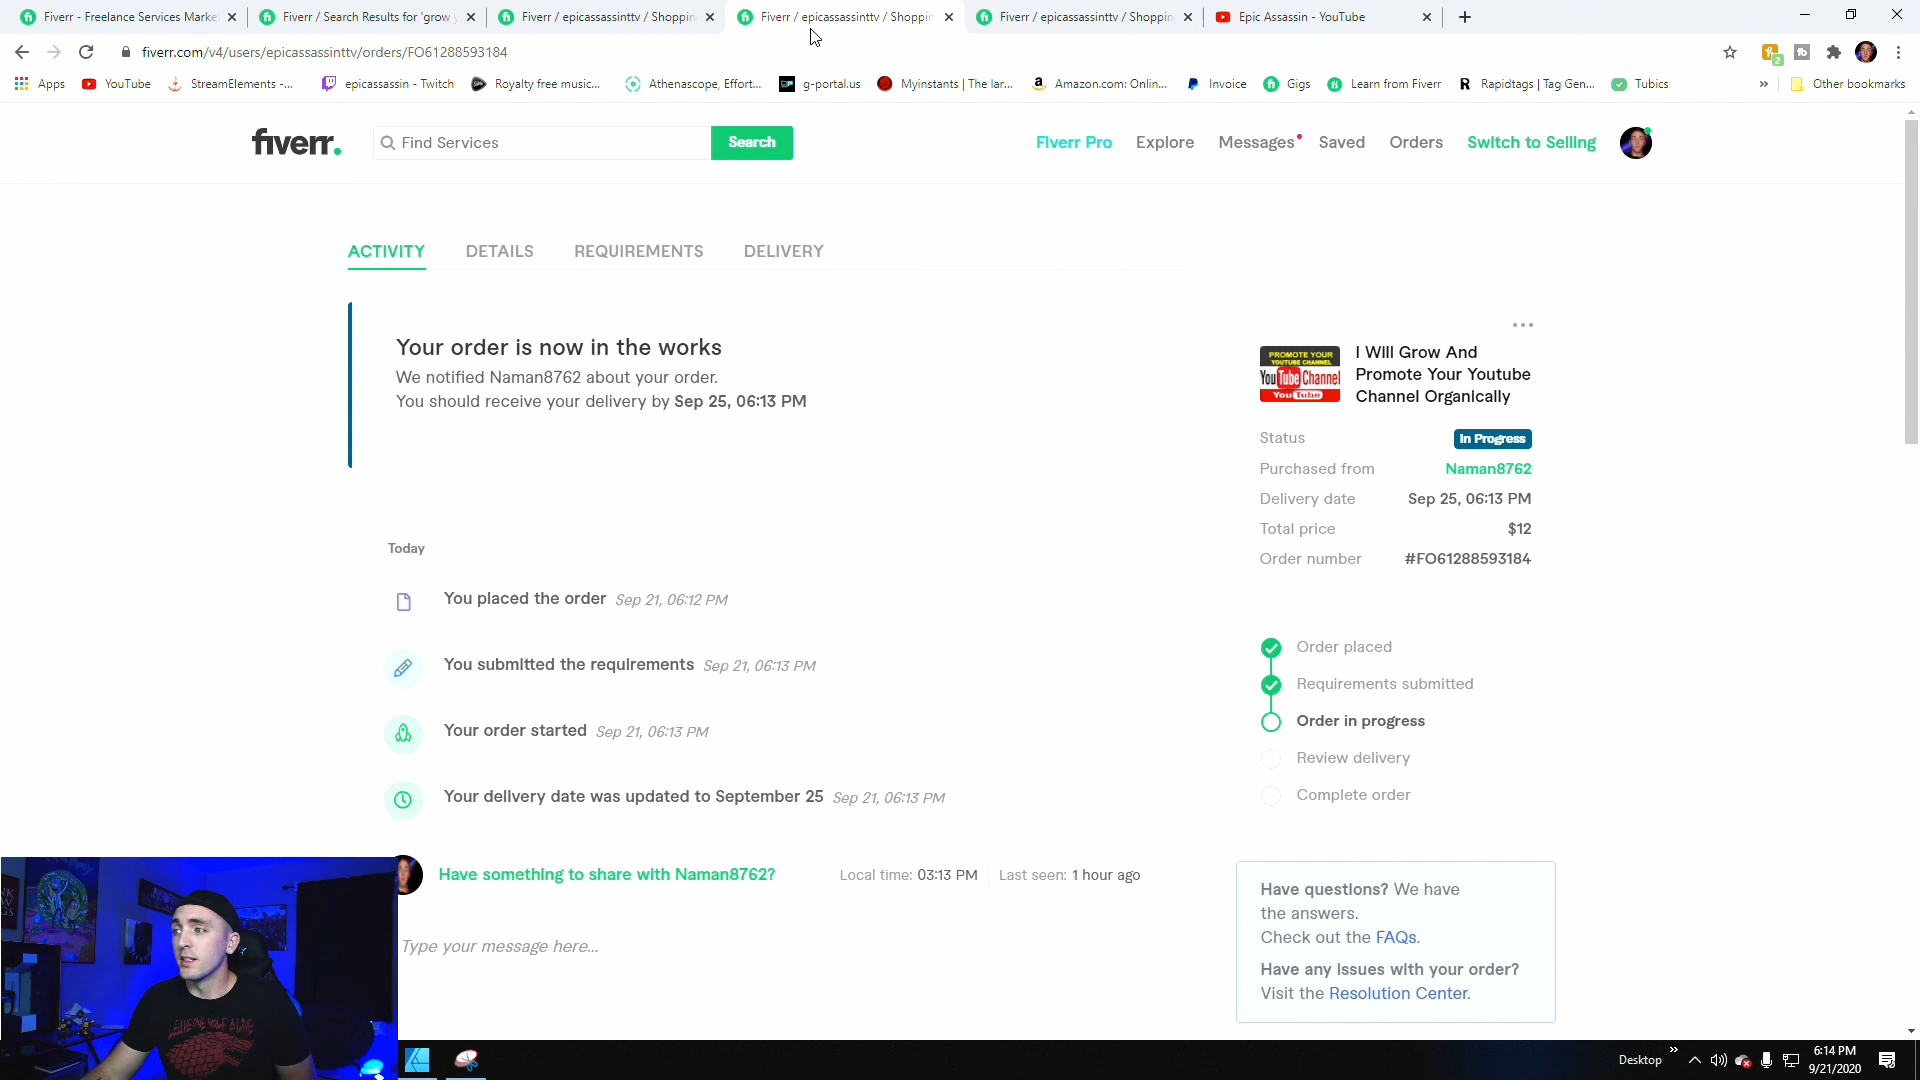 Fiverr - Freelance Services Marke
Fiverr / Search Results for 'grow y
Fiverr / epicassassinttv / Shoppin
Fiverr / epicassassinttv / Shoppin
Fiverr / epicassassinttv / Shoppin
Epic Assassin - YouTube
fiverr.com/v4/users/epicassassinttv/orders/FO61288593184
2
Apps
YouTube
StreamElements -...
epicassassin - Twitch
Royalty free music...
Athenascope, Effort...
g-portal.us
Myinstants | The lar...
Amazon.com: Onlin...
Invoice
Gigs
Learn from Fiverr
Rapidtags | Tag Gen...
Tubics
»
Other bookmarks
fiverr.
Find Services
Search
Fiverr Pro
Explore
Messages
Saved
Orders
Switch to Selling
ACTIVITY
DETAILS
REQUIREMENTS
DELIVERY
Your order is now in the works
We notified Naman8762 about your order.
You should receive your delivery by Sep 25, 06:13 PM
PROMOTE YOUR
YOUTUBE CHANNEL
YouTube Channel
YouTube
I Will Grow And
Promote Your Youtube
Channel Organically
Status
In Progress
Purchased from
Naman8762
Delivery date
Sep 25, 06:13 PM
Total price
$12
Order number
#FO61288593184
Today
You placed the order Sep 21, 06:12 PM
You submitted the requirements Sep 21, 06:13 PM
Your order started Sep 21, 06:13 PM
Your delivery date was updated to September 25 Sep 21, 06:13 PM
Order placed
Requirements submitted
Order in progress
Review delivery
Complete order
Have something to share with Naman8762?
Local time: 03:13 PM
Last seen: 1 hour ago
Type your message here...
Have questions? We have
the answers.
Check out the FAQs.
Have any issues with your order?
Visit the Resolution Center.
Desktop
»
6:14 PM
9/21/2020